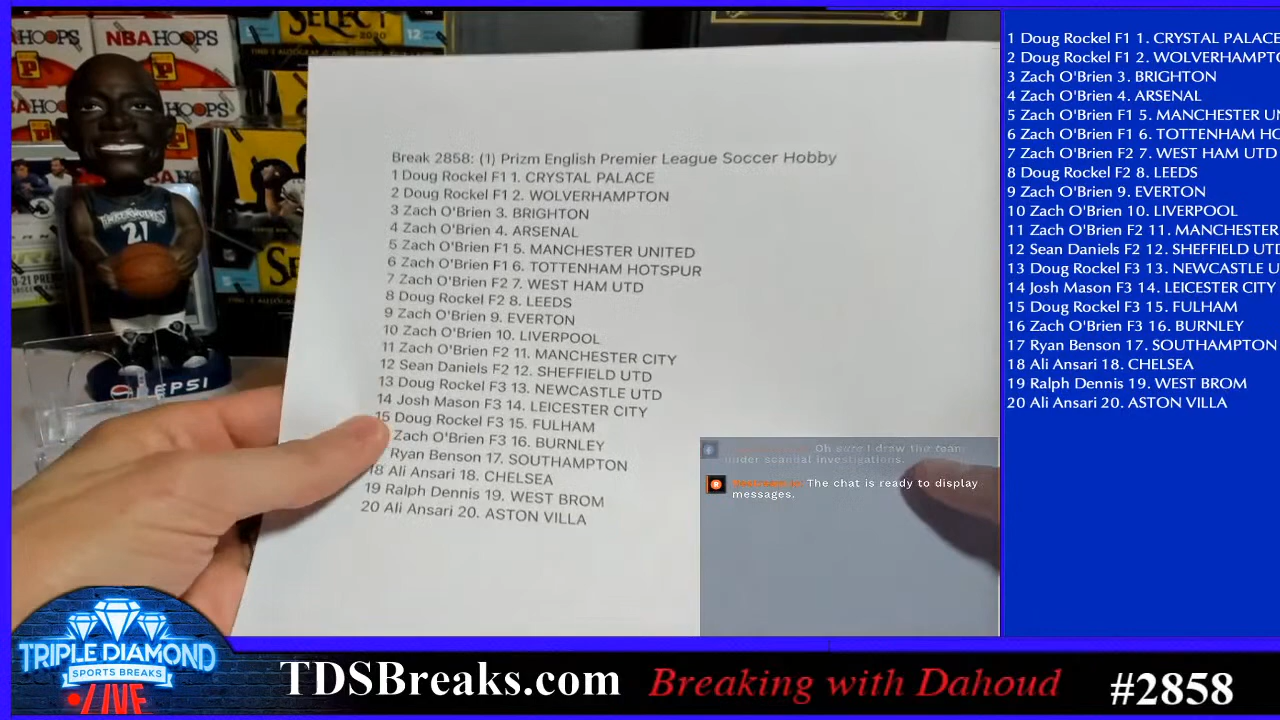 HOOPS
NBA HOOPS
SELECT
2020
12
HOOPS
21
PEPSI
Break 2858: (1) Prizm English Premier League Soccer Hobby
1 Doug Rockel F1 1. CRYSTAL PALACE
2 Doug Rockel F1 2. WOLVERHAMPTON
3 Zach O'Brien 3. BRIGHTON
4 Zach O'Brien 4. ARSENAL
5 Zach O'Brien F1 5. MANCHESTER UNITED
6 Zach O'Brien F1 6. TOTTENHAM HOTSPUR
7 Zach O'Brien F2 7. WEST HAM UTD
8 Doug Rockel F2 8. LEEDS
9 Zach O'Brien 9. EVERTON
10 Zach O'Brien 10. LIVERPOOL
11 Zach O'Brien F2 11. MANCHESTER CITY
12 Sean Daniels F2 12. SHEFFIELD UTD
13 Doug Rockel F3 13. NEWCASTLE UTD
14 Josh Mason F3 14. LEICESTER CITY
15 Doug Rockel F3 15. FULHAM
Zach O'Brien F3 16. BURNLEY
Ryan Benson 17. SOUTHAMPTON
18 Ali Ansari 18. CHELSEA
19 Ralph Dennis 19. WEST BROM
20 Ali Ansari 20. ASTON VILLA
Oh sure I draw the team
under scandal investigations.
The chat is ready to display
messages.
1 Doug Rockel F1 1. CRYSTAL PALACE
2 Doug Rockel F1 2. WOLVERHAMPTO
3 Zach O'Brien 3. BRIGHTON
4 Zach O'Brien 4. ARSENAL
5 Zach O'Brien F1 5. MANCHESTER UN
6 Zach O'Brien F1 6. TOTTENHAM HO
7 Zach O'Brien F2 7. WEST HAM UTD
8 Doug Rockel F2 8. LEEDS
9 Zach O'Brien 9. EVERTON
10 Zach O'Brien 10. LIVERPOOL
11 Zach O'Brien F2 11. MANCHESTER
12 Sean Daniels F2 12. SHEFFIELD UTD
13 Doug Rockel F3 13. NEWCASTLE U
14 Josh Mason F3 14. LEICESTER CITY
15 Doug Rockel F3 15. FULHAM
16 Zach O'Brien F3 16. BURNLEY
17 Ryan Benson 17. SOUTHAMPTON
18 Ali Ansari 18. CHELSEA
19 Ralph Dennis 19. WEST BROM
20 Ali Ansari 20. ASTON VILLA
TRIPLE DIAMOND
SPORTS BREAKS
LIVE
TDSBreaks.com
Breaking with Dahoud
#2858